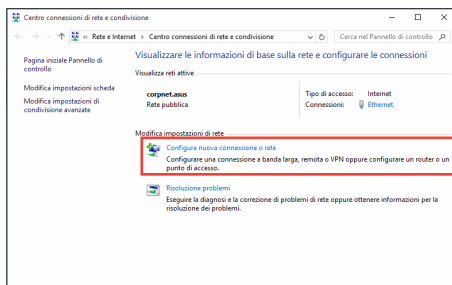 Centro connessioni di rete e condivisione
« Rete e Internet › Centro connessioni di rete e condivisione
Cerca nel Pannello di controllo
Pagina iniziale Pannello di controllo
Modifica impostazioni scheda
Modifica impostazioni di condivisione avanzate
Visualizzare le informazioni di base sulla rete e configurare le connessioni
Visualizza reti attive
corpnet.asus
Rete pubblica
Tipo di accesso: Internet
Connessioni: Ethernet
Modifica impostazioni di rete
Configura nuova connessione o rete
Configurare una connessione a banda larga, remota o VPN oppure configurare un router o un
punto di accesso.
Risoluzione problemi
Eseguire la diagnosi e la correzione di problemi di rete oppure ottenere informazioni per la
risoluzione dei problemi.